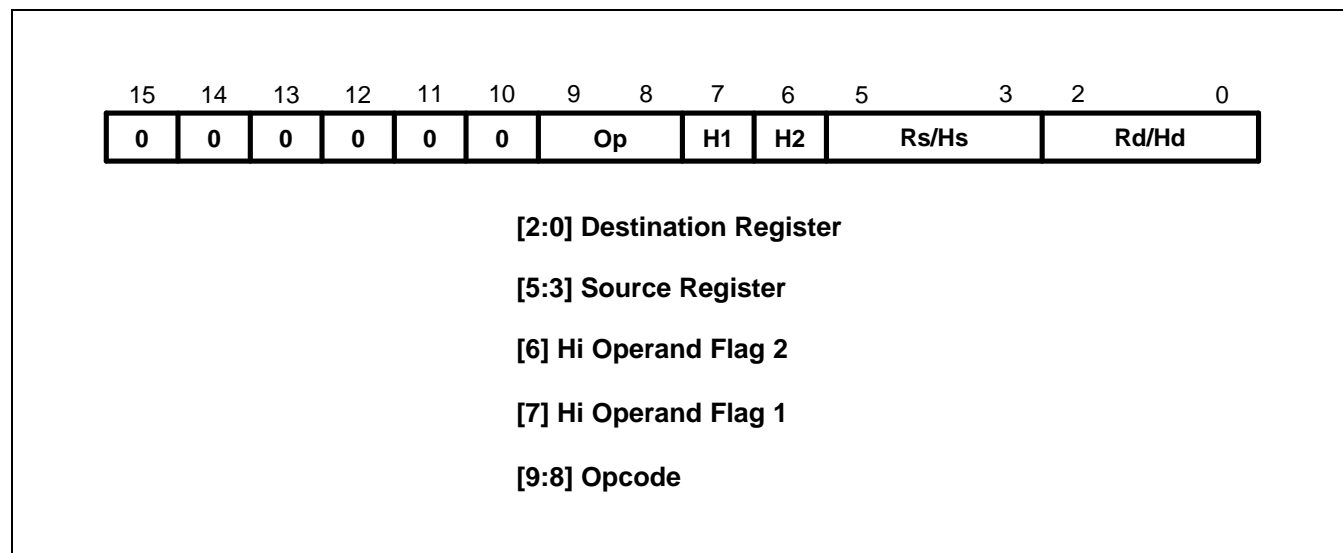 15 14 13 12 11 10 9 8 7 6 5 3 2 0
0 0 0 0 0 0 Op H1 H2 Rs/Hs Rd/Hd
[2:0] Destination Register
[5:3] Source Register
[6] Hi Operand Flag 2
[7] Hi Operand Flag 1
[9:8] Opcode